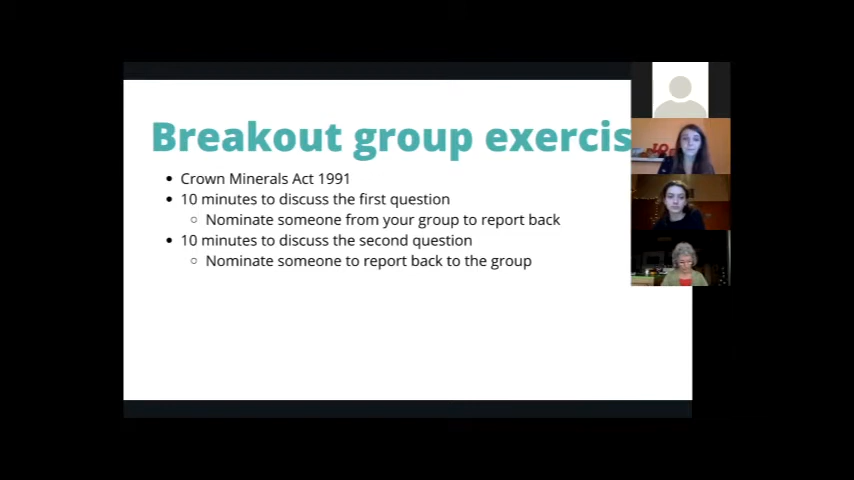 Breakout group exercis
Crown Minerals Act 1991
10 minutes to discuss the first question
Nominate someone from your group to report back
10 minutes to discuss the second question
Nominate someone to report back to the group